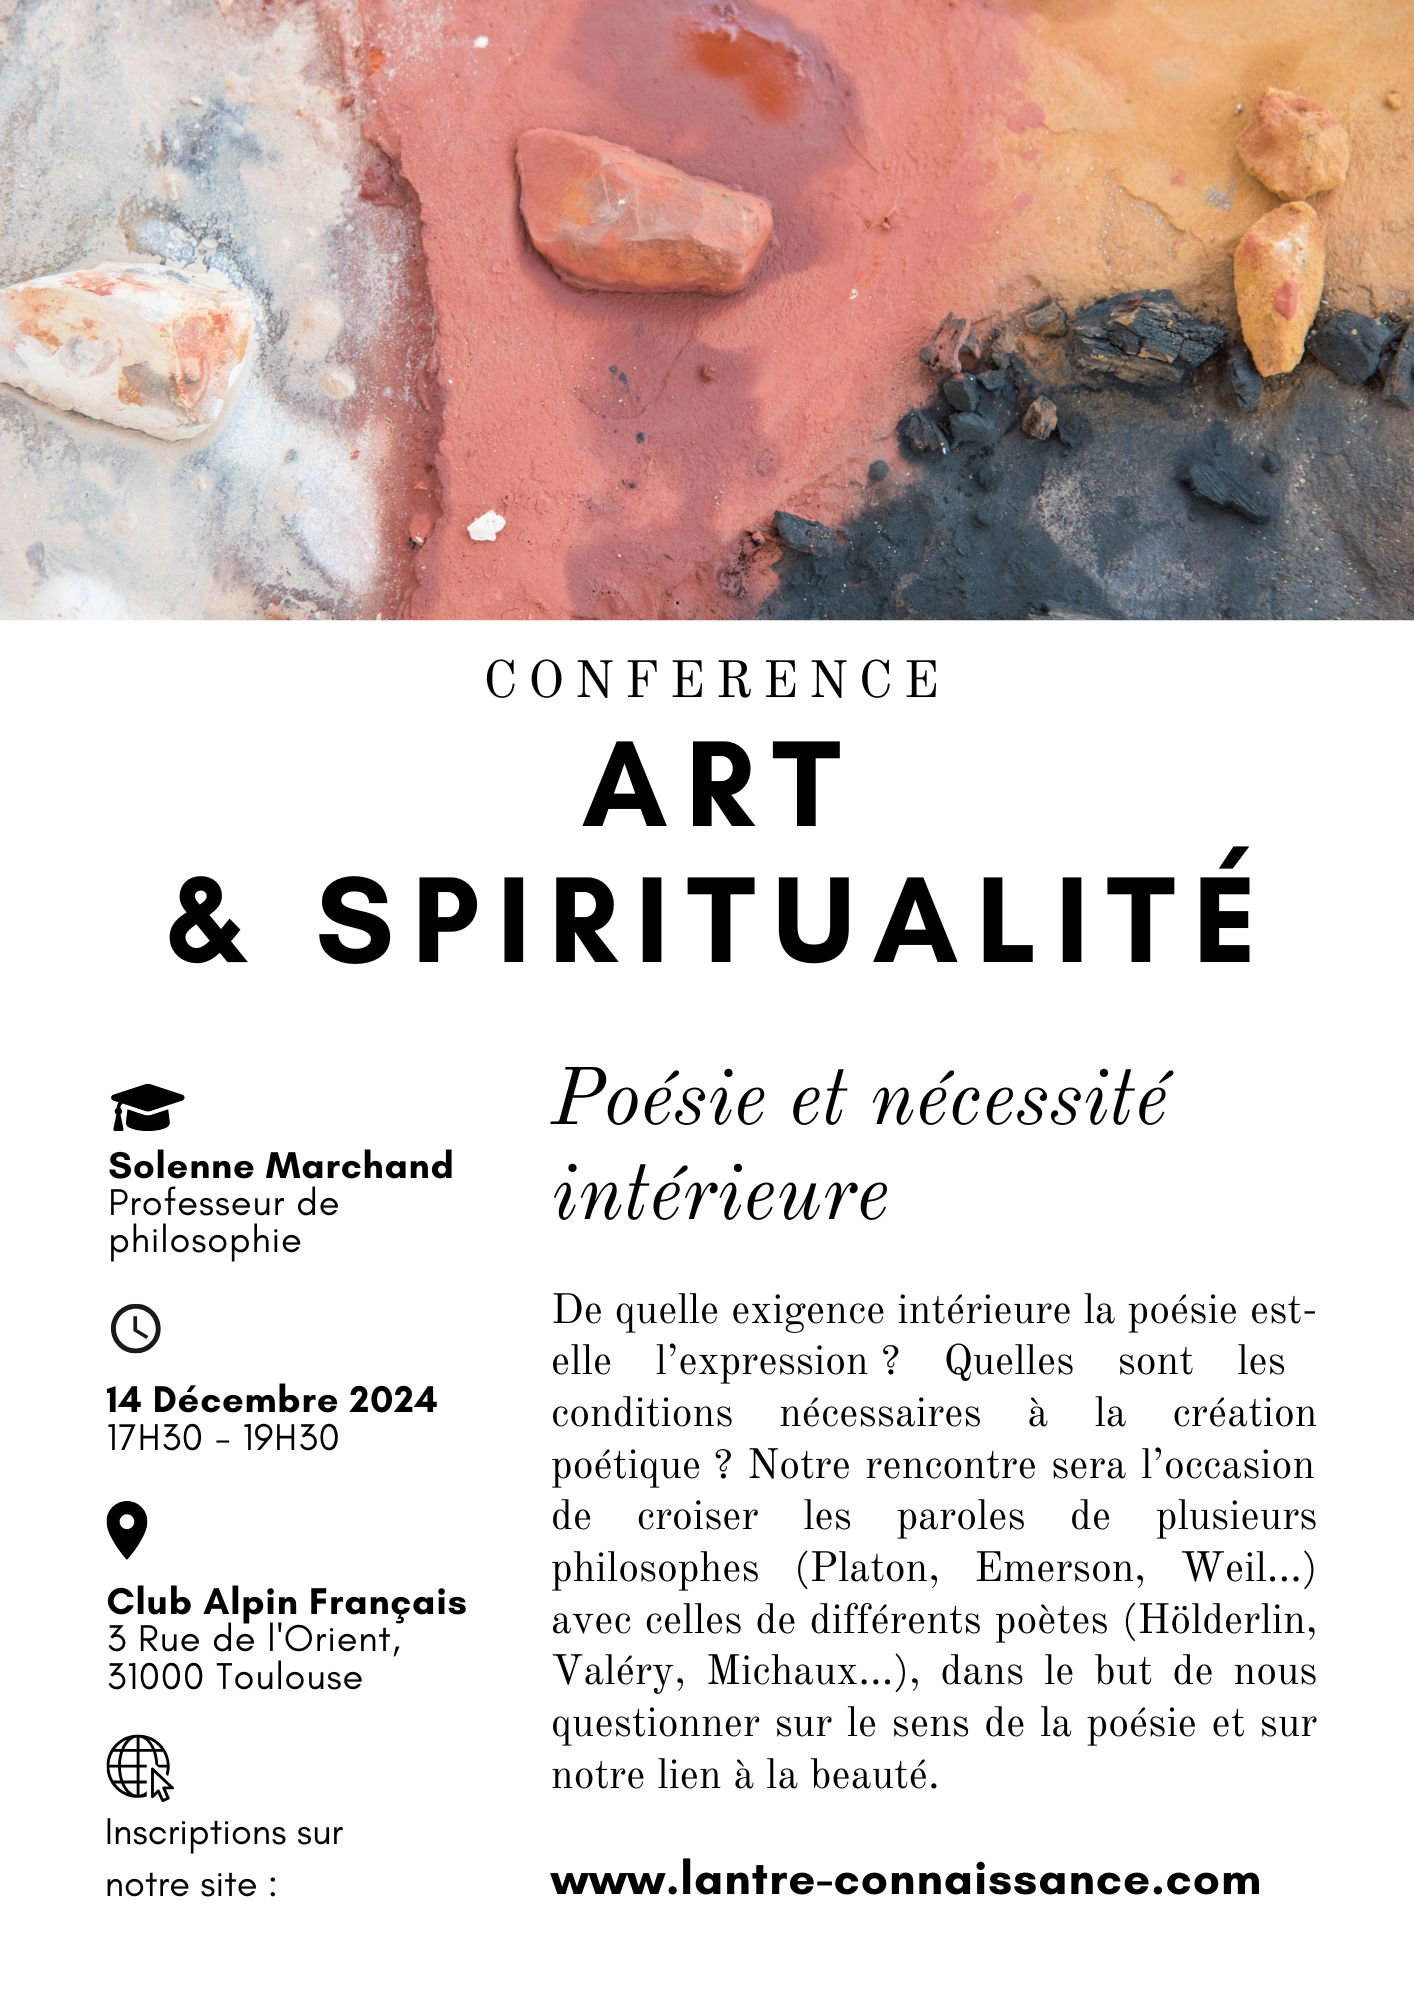 CONFERENCE
ART
& SPIRITUALITÉ
Solenne Marchand
Professeur de
philosophie
14 Décembre 2024
17H30 - 19H30
Club Alpin Français
3 Rue de l'Orient,
31000 Toulouse
Inscriptions sur
notre site :
Poésie et nécessité
intérieure
De quelle exigence intérieure la poésie est-
elle l’expression ? Quelles sont les
conditions nécessaires à la création
poétique ? Notre rencontre sera l’occasion
de croiser les paroles de plusieurs
philosophes (Platon, Emerson, Weil...)
avec celles de différents poètes (Hölderlin,
Valéry, Michaux...), dans le but de nous
questionner sur le sens de la poésie et sur
notre lien à la beauté.
www.lantre-connaissance.com